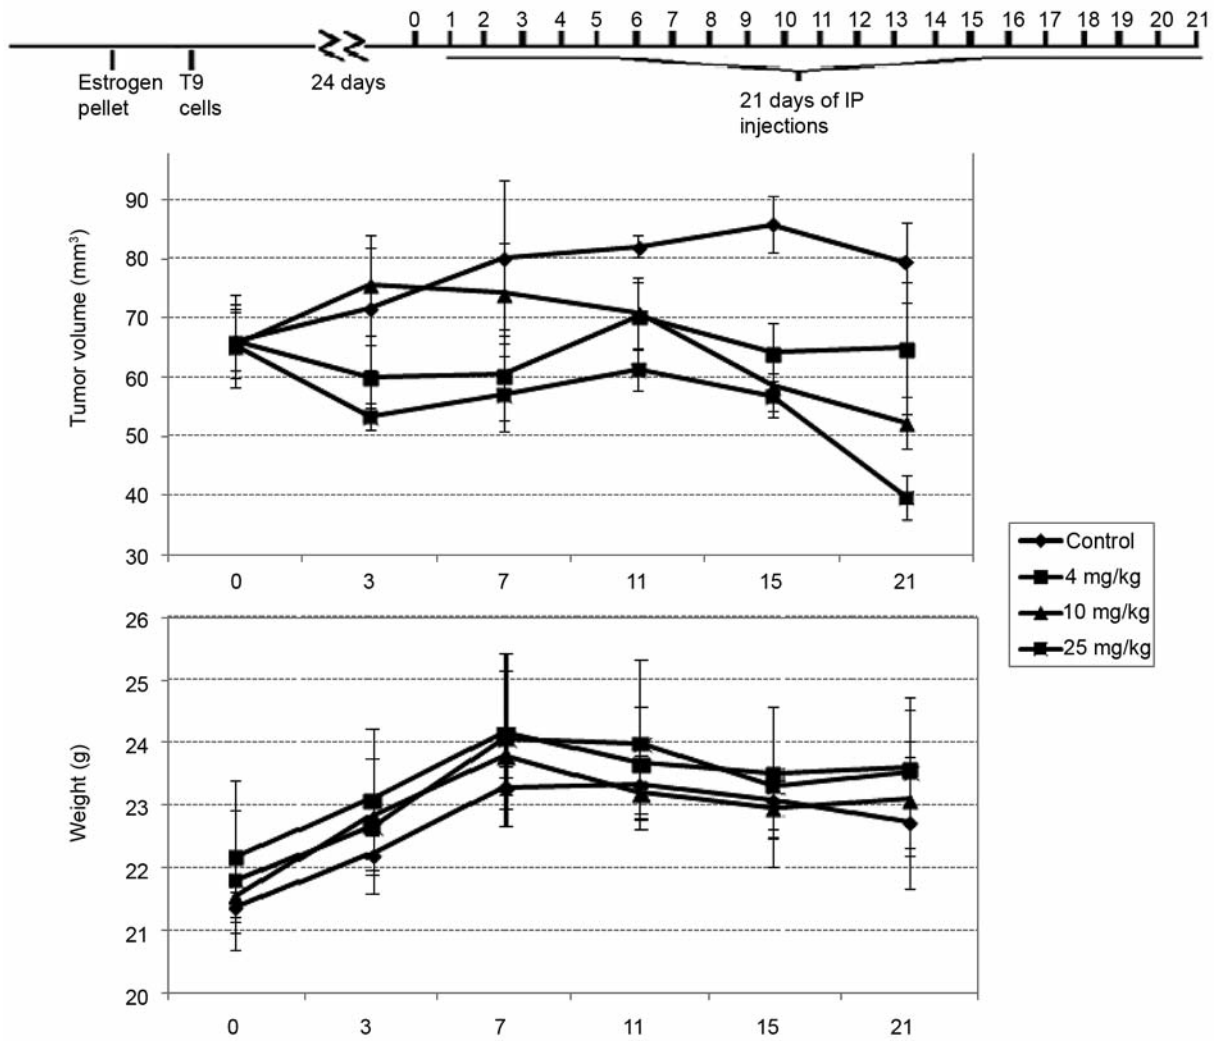 0 1 2 3 4 5 6 7 8 9 10 11 12 13 14 15 16 17 18 19 20 21
Estrogen pellet
T9 cells
24 days
21 days of IP
injections
Tumor volume (mm³)
90
80
70
60
50
40
30
0 3 7 11 15 21
Control
4 mg/kg
10 mg/kg
25 mg/kg
Weight (g)
26
25
24
23
22
21
20
0 3 7 11 15 21